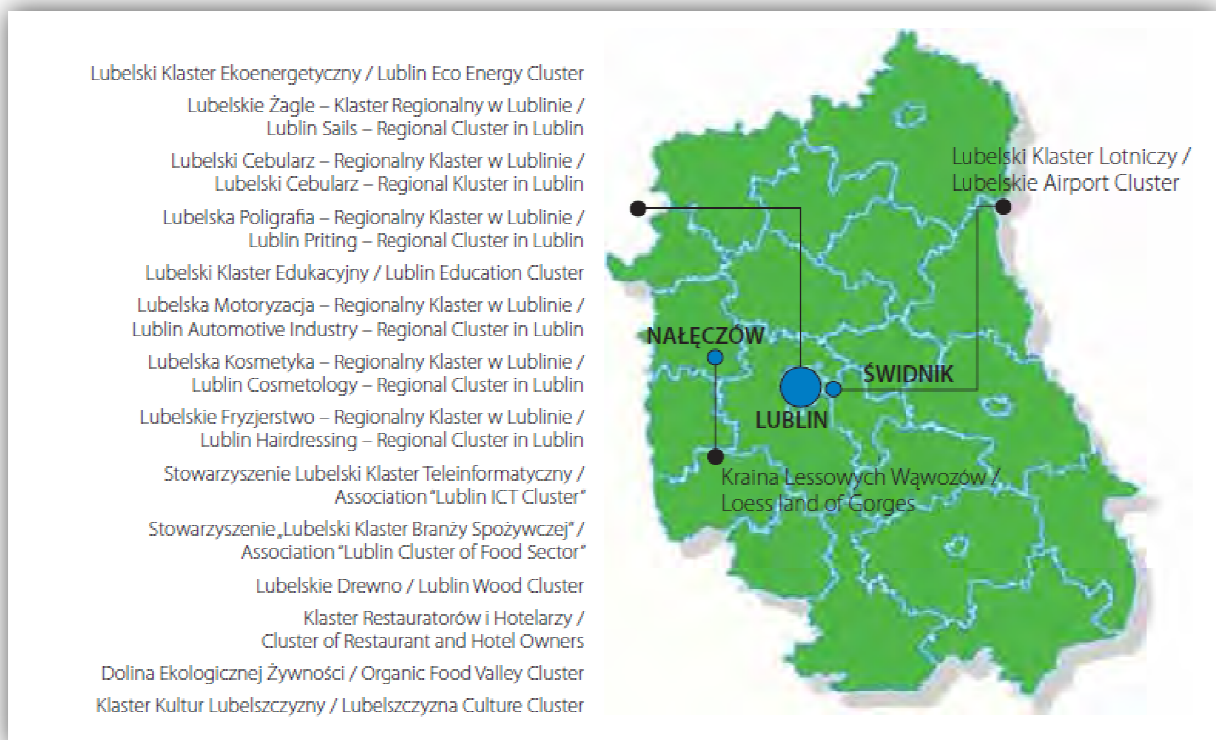 Lubelski Klaster Ekoenergetyczny / Lublin Eco Energy Cluster
Lubelskie Żagle – Klaster Regionalny w Lublinie /
Lublin Sails – Regional Cluster in Lublin
Lubelski Cebularz – Regionalny Klaster w Lublinie /
Lubelski Cebularz – Regional Kluster in Lublin
Lubelska Poligrafia – Regionalny Klaster w Lublinie /
Lublin Priting – Regional Cluster in Lublin
Lubelski Klaster Edukacyjny / Lublin Education Cluster
Lubelska Motoryzacja – Regionalny Klaster w Lublinie /
Lublin Automotive Industry – Regional Cluster in Lublin
Lubelska Kosmetyka – Regionalny Klaster w Lublinie /
Lublin Cosmetology – Regional Cluster in Lublin
Lubelskie Fryzjerstwo – Regionalny Klaster w Lublinie /
Lublin Hairdressing – Regional Cluster in Lublin
Stowarzyszenie Lubelski Klaster Teleinformatyczny /
Association "Lublin ICT Cluster"
Stowarzyszenie „Lubelski Klaster Branży Spożywczej" /
Association "Lublin Cluster of Food Sector"
Lubelskie Drewno / Lublin Wood Cluster
Klaster Restauratorów i Hotelarzy /
Cluster of Restaurant and Hotel Owners
Dolina Ekologicznej Żywności / Organic Food Valley Cluster
Klaster Kultur Lubelszczyzny / Lubelszczyzna Culture Cluster
Lubelski Klaster Lotniczy /
Lubelskie Airport Cluster
NAŁĘCZÓW
ŚWIDNIK
LUBLIN
Kraina Lessowych Wąwozów /
Loess land of Gorges